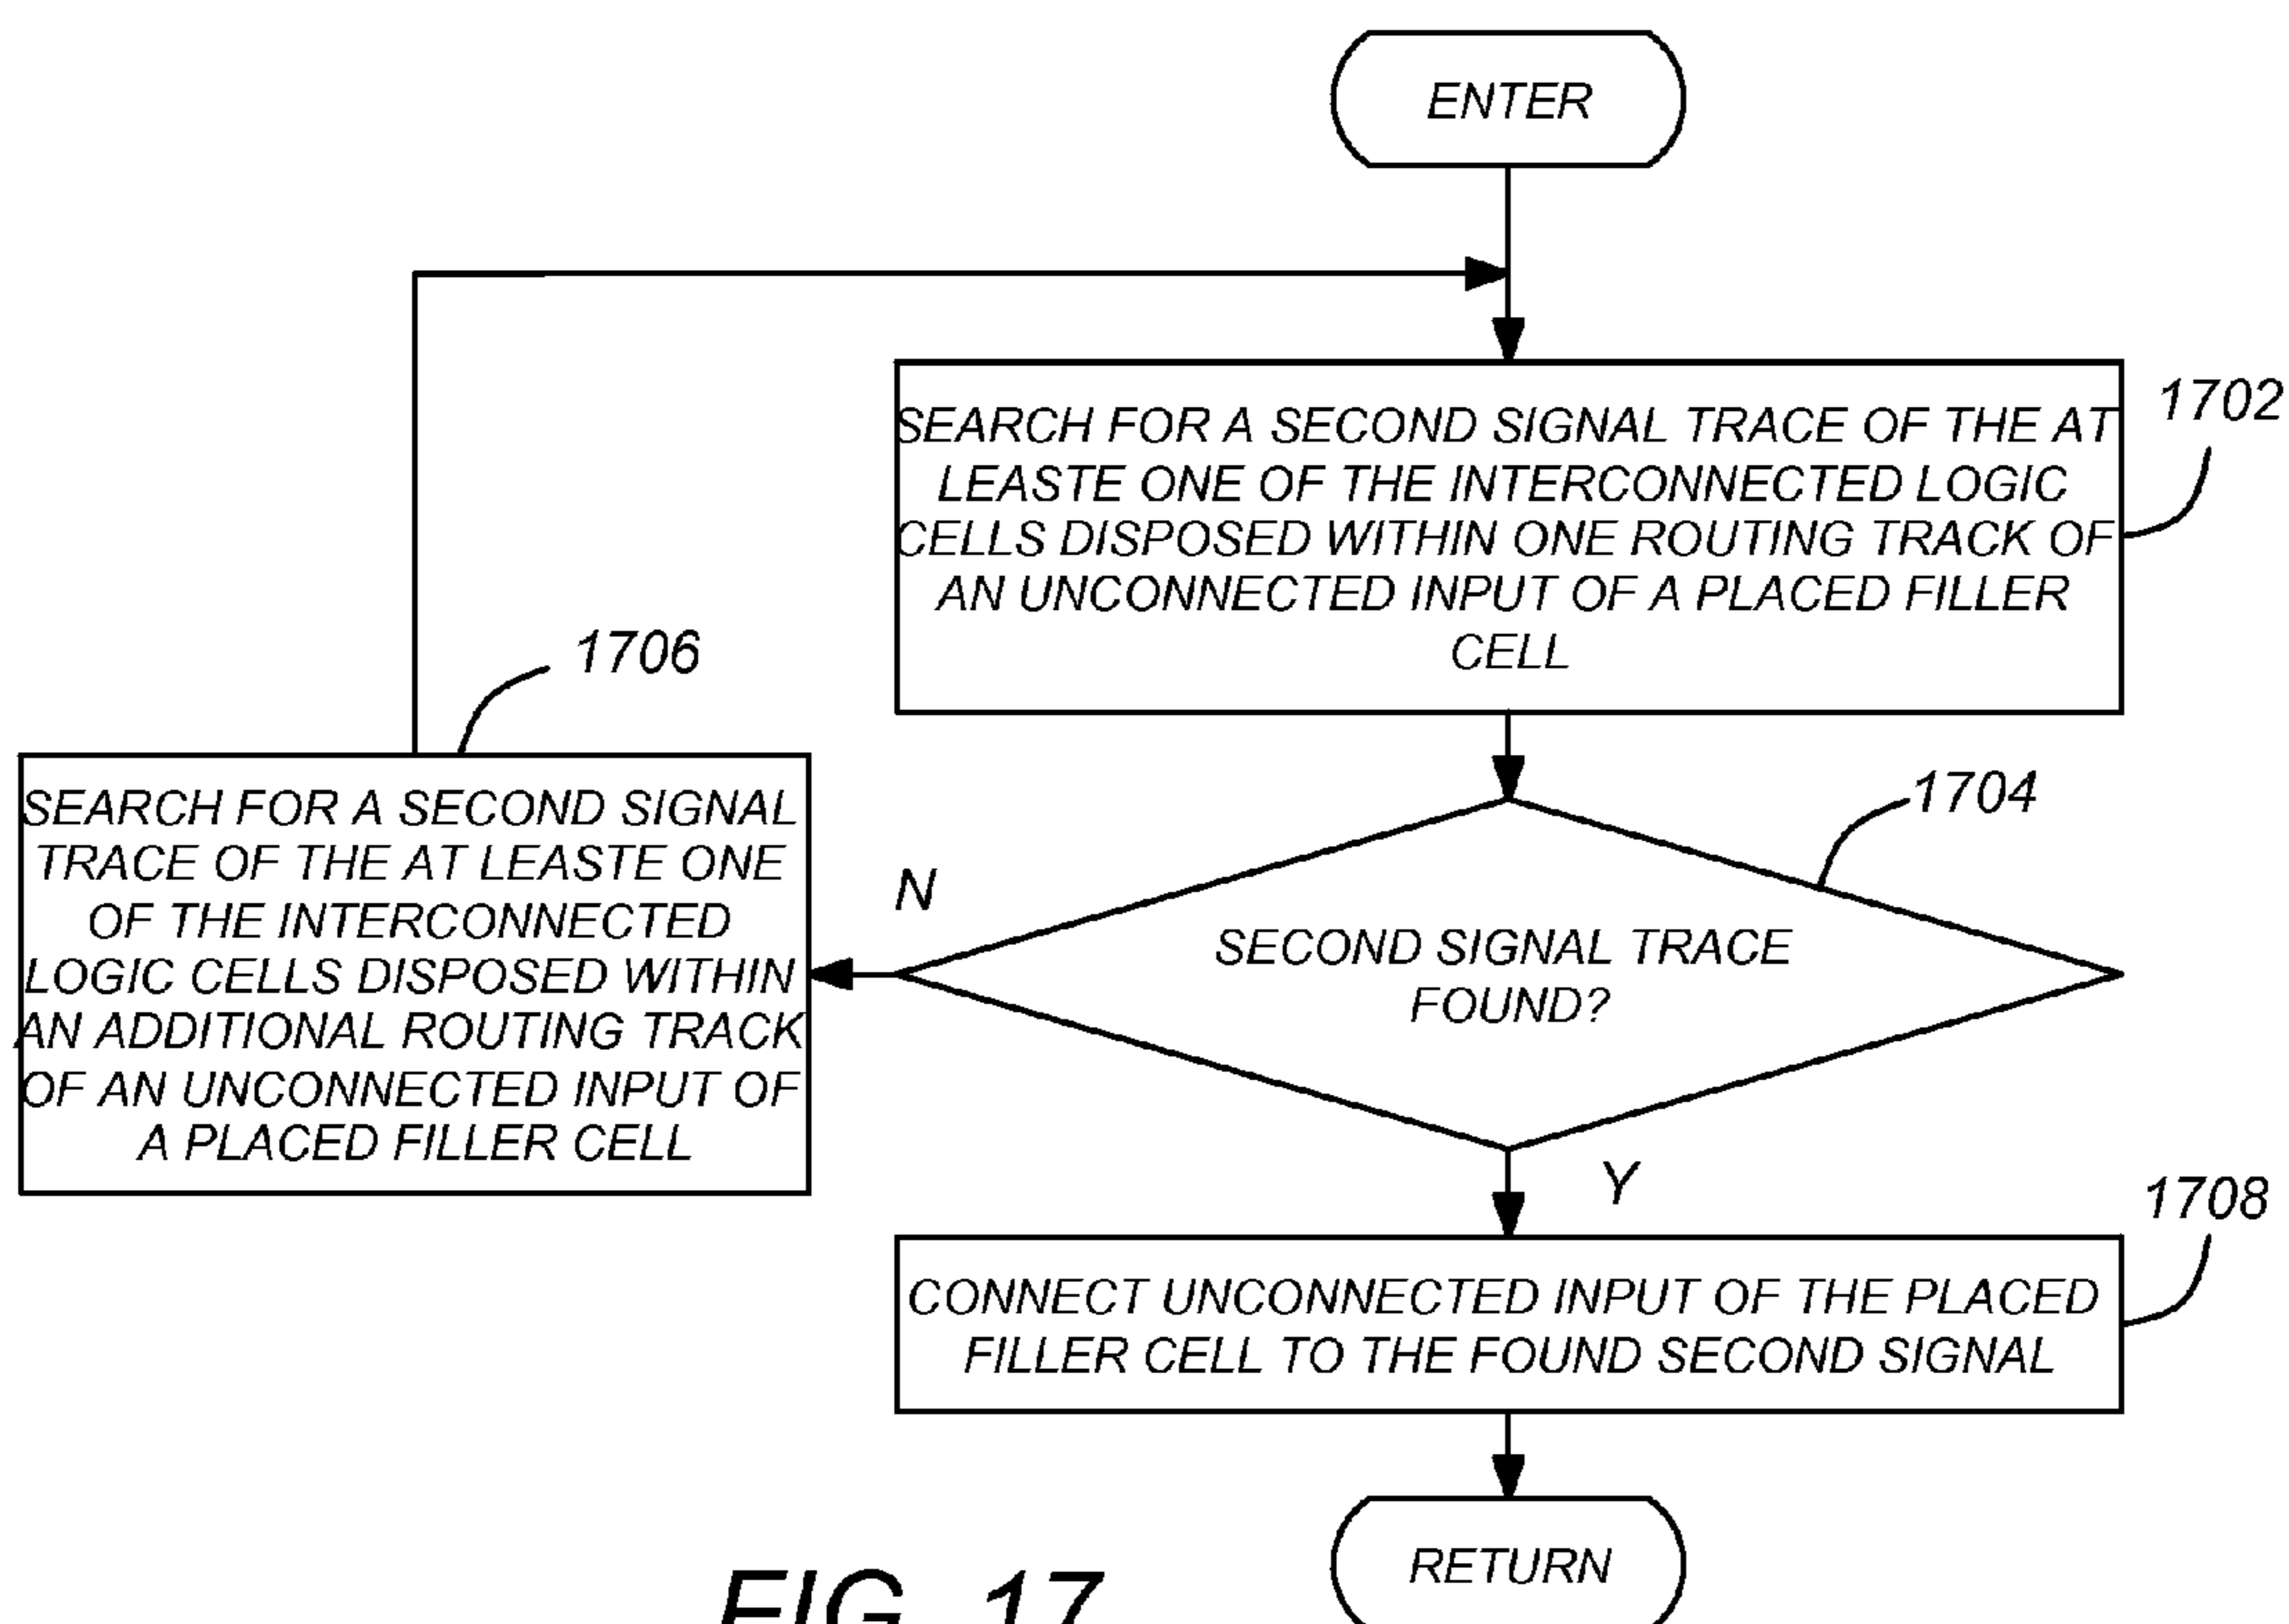 ENTER
SEARCH FOR A SECOND SIGNAL TRACE OF THE AT
LEASTE ONE OF THE INTERCONNECTED LOGIC
CELLS DISPOSED WITHIN ONE ROUTING TRACK OF
AN UNCONNECTED INPUT OF A PLACED FILLER
CELL
1702
1706
SEARCH FOR A SECOND SIGNAL
TRACE OF THE AT LEASTE ONE
OF THE INTERCONNECTED
LOGIC CELLS DISPOSED WITHIN
AN ADDITIONAL ROUTING TRACK
OF AN UNCONNECTED INPUT OF
A PLACED FILLER CELL
1704
N
SECOND SIGNAL TRACE
FOUND?
Y
1708
CONNECT UNCONNECTED INPUT OF THE PLACED
FILLER CELL TO THE FOUND SECOND SIGNAL
RETURN
FIG. 17